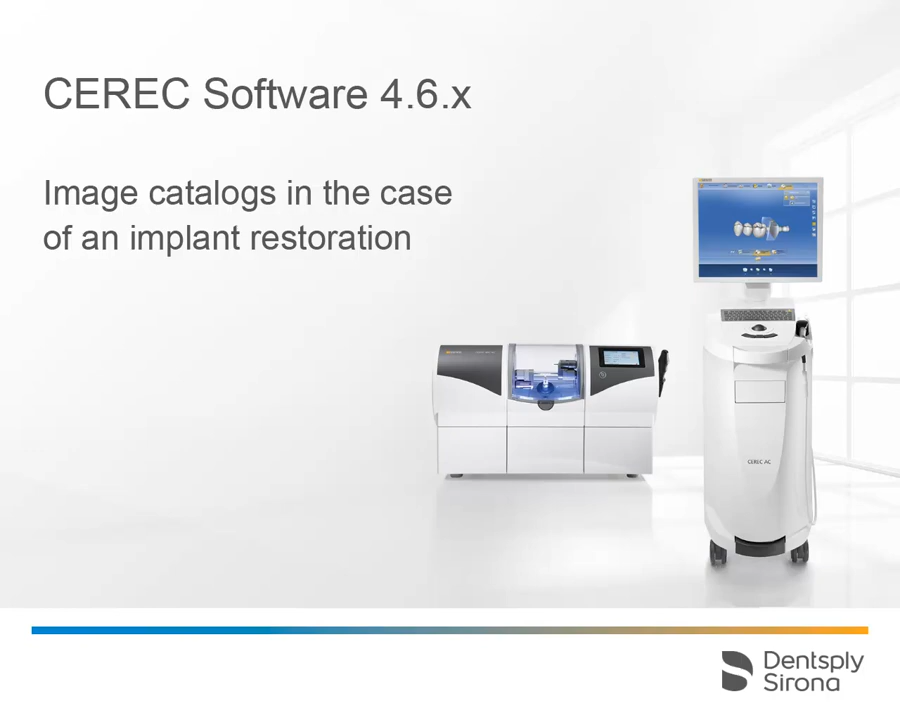 CEREC Software 4.6.x
Image catalogs in the case
of an implant restoration
CEREC AC
Dentsply
Sirona